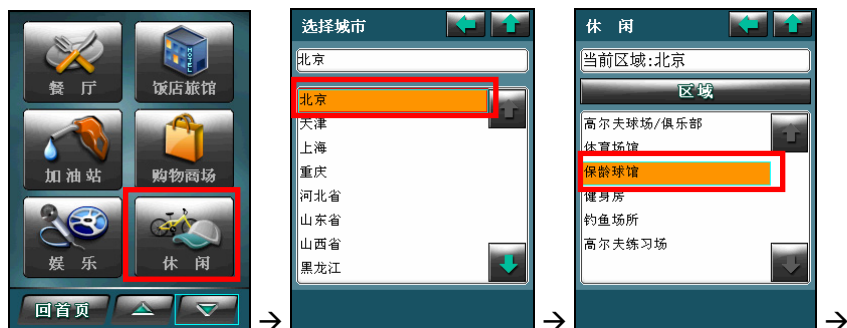 餐 厅
饭店旅馆
HOTEL
加油站
购物商场
娱 乐
休 闲
回首页
→
选择城市
北京
北京
天津
上海
重庆
河北省
山东省
山西省
黑龙江
→
休 闲
当前区域:北京
区域
高尔夫球场/俱乐部
体育场馆
保龄球馆
健身房
钓鱼场所
高尔夫练习场
→